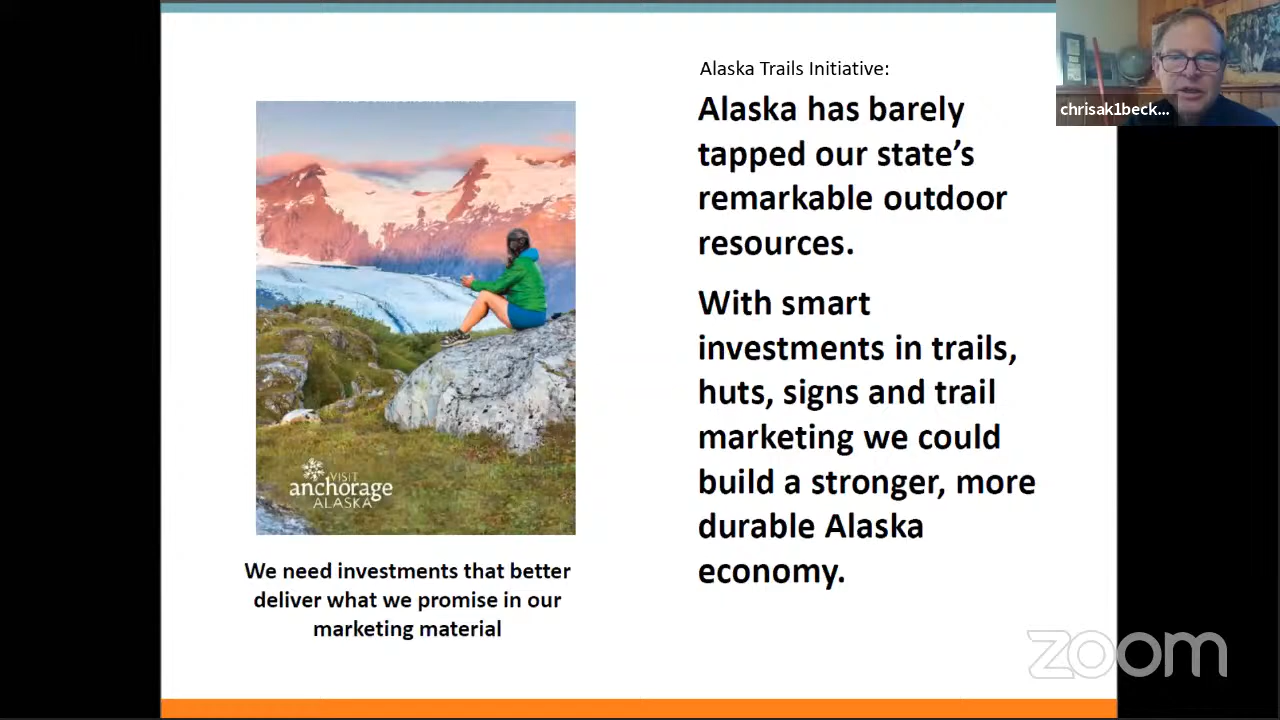 Alaska Trails Initiative:
Alaska has barely
tapped our state's
remarkable outdoor
resources.
With smart
investments in trails,
huts, signs and trail
marketing we could
build a stronger, more
durable Alaska
economy.
VISIT
anchorage
ALASKA
We need investments that better
deliver what we promise in our
marketing material
chrisak1beck...
zoom